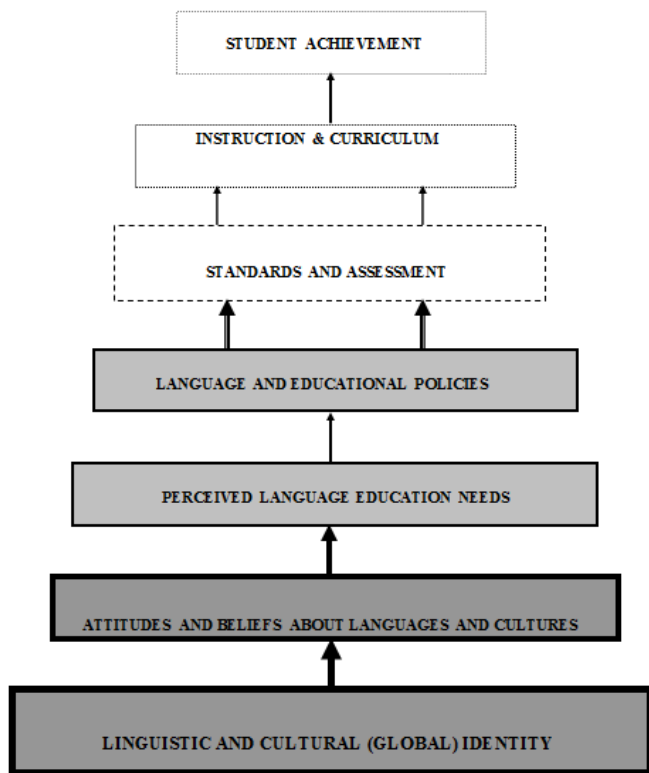 STUDENT ACHIEVEMENT
INSTRUCTION & CURRICULUM
STANDARDS AND ASSESSMENT
LANGUAGE AND EDUCATIONAL POLICIES
PERCEIVED LANGUAGE EDUCATION NEEDS
ATTITUDES AND BELIEFS ABOUT LANGUAGES AND CULTURES
LINGUISTIC AND CULTURAL (GLOBAL) IDENTITY